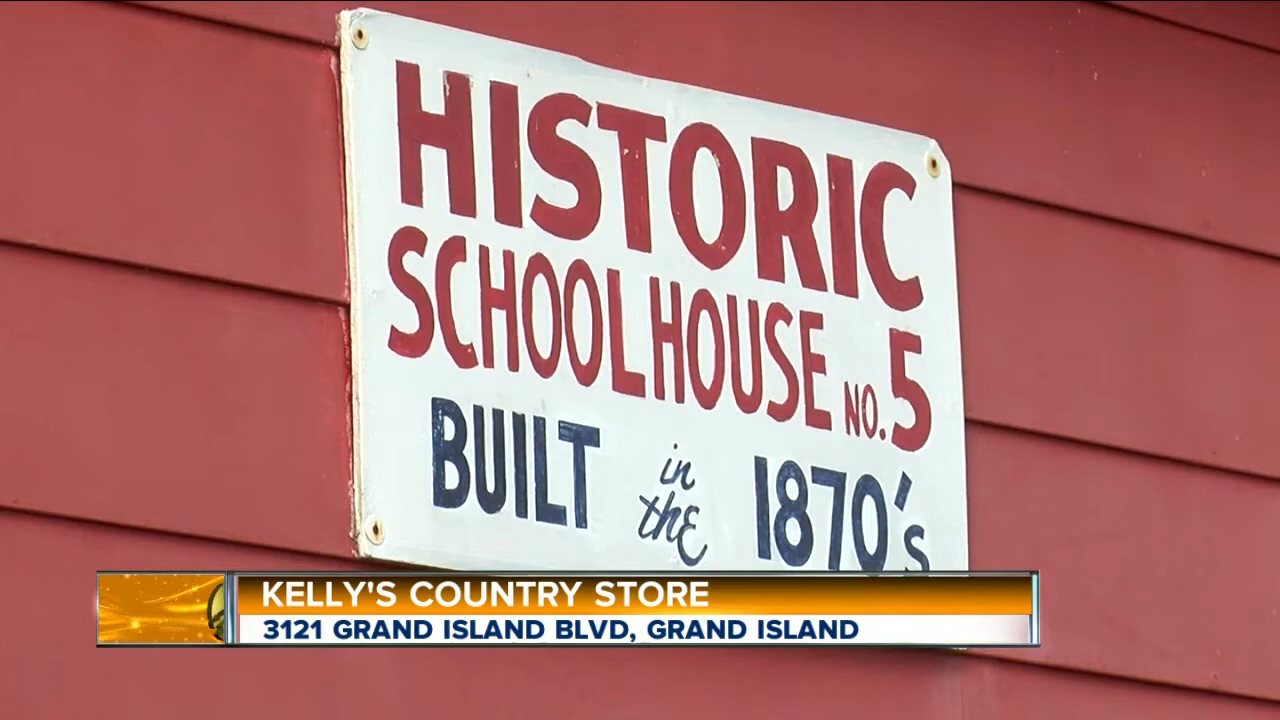 HISTORIC
SCHOOLHOUSE NO. 5
BUILT in the 1870's
KELLY'S COUNTRY STORE
3121 GRAND ISLAND BLVD, GRAND ISLAND